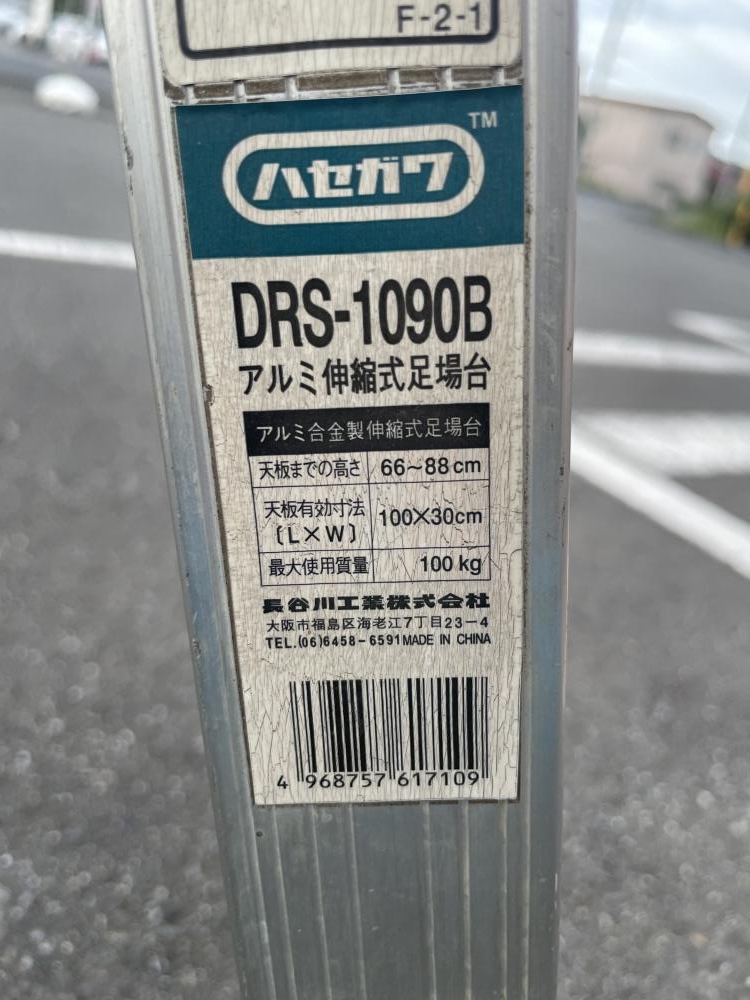 F-2-1
ハセガワ TM
DRS-1090B
アルミ伸縮式足場台
アルミ合金製伸縮式足場台
天板までの高さ 66〜88cm
天板有効寸法 100×30cm
〔L×W〕
最大使用質量 100kg
長谷川工業株式会社
大阪市福島区海老江7丁目23-4
TEL.(06)6458-6591 MADE IN CHINA
4 968757 617109